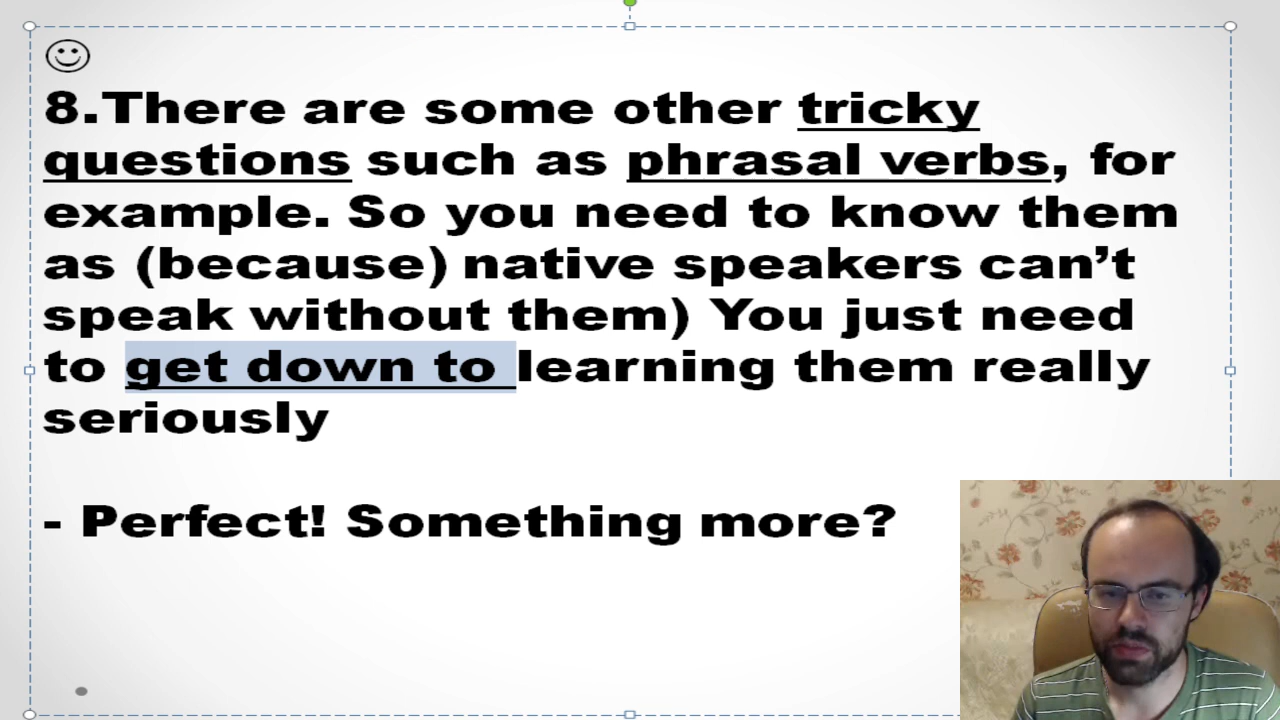 8.There are some other tricky
questions such as phrasal verbs, for
example. So you need to know them
as (because) native speakers can’t
speak without them) You just need
to get down to learning them really
seriously
- Perfect! Something more?